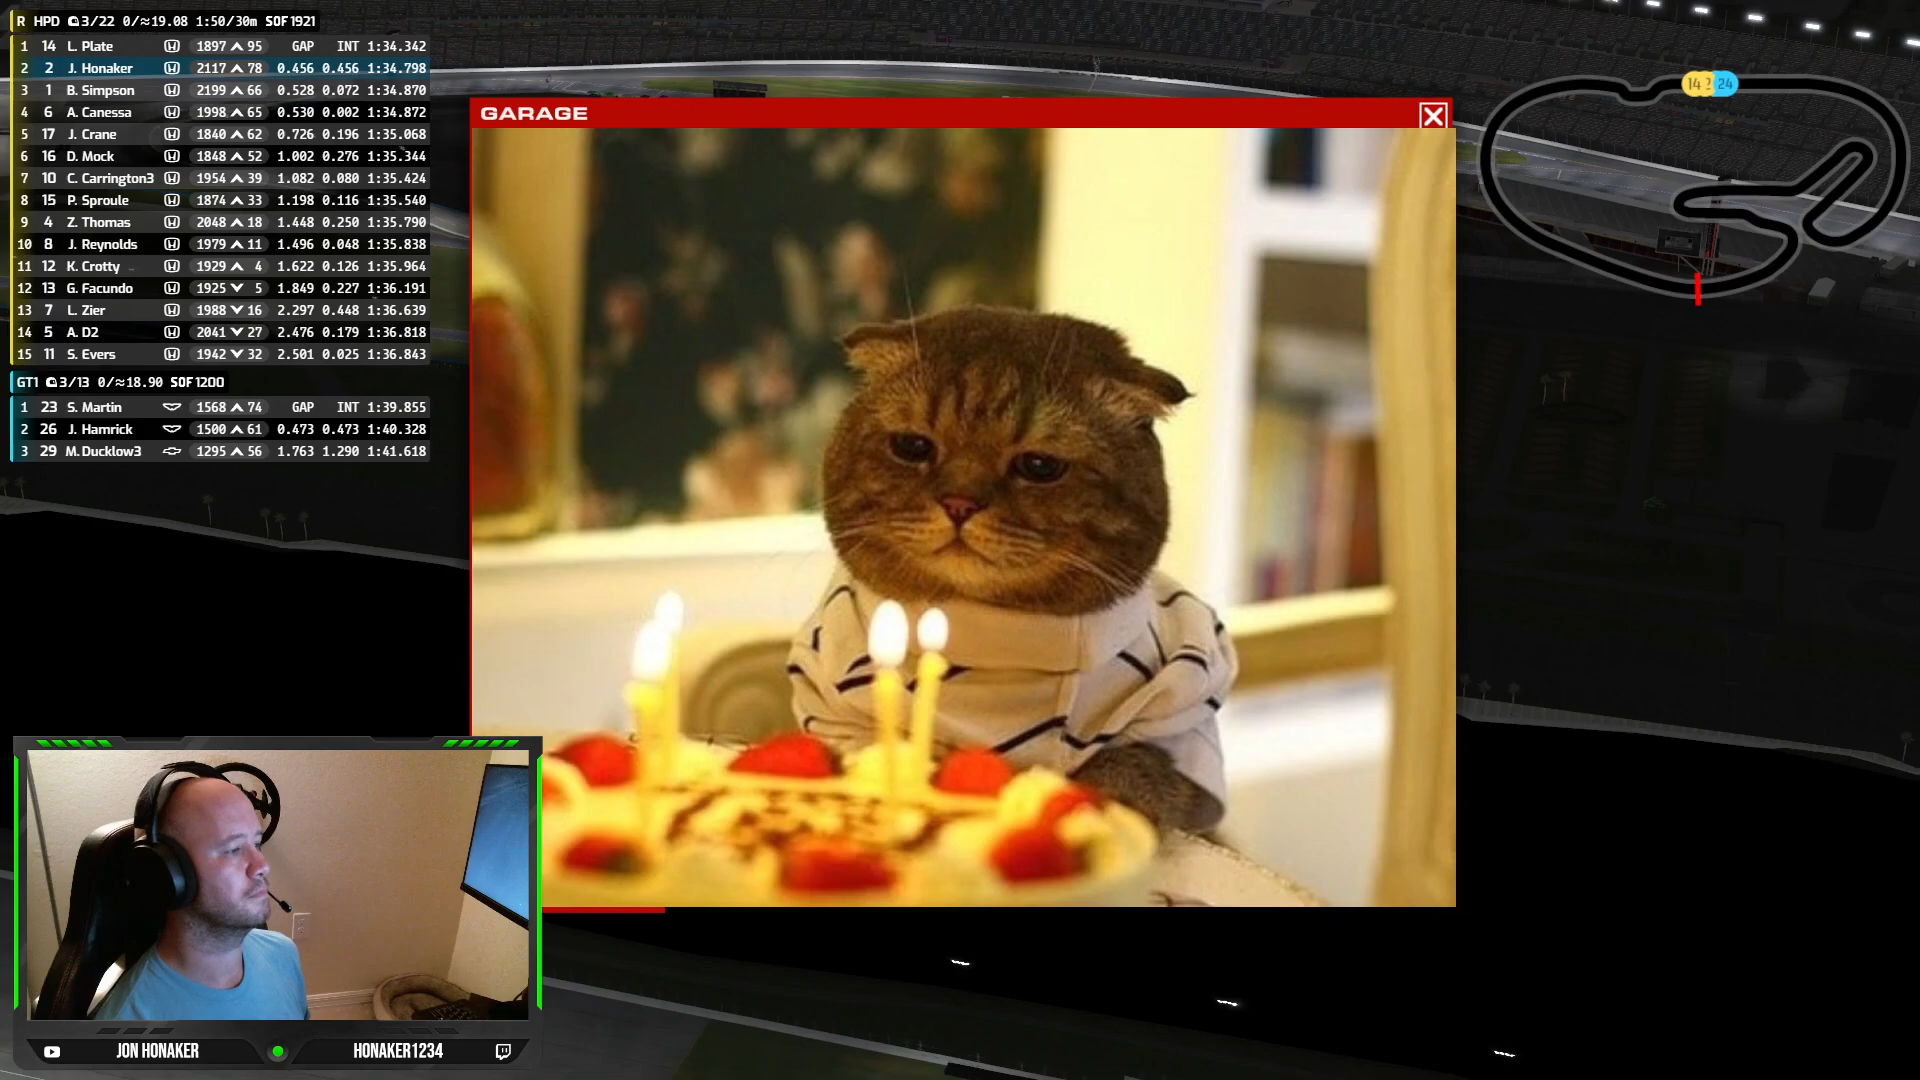 R HPD 3/22 0/≈19.08 1:50/30m SOF1921
1 14 L. Plate 1897 95 GAP INT 1:34.342
2 2 J. Honaker 2117 78 0.456 0.456 1:34.798
3 1 B. Simpson 2199 66 0.528 0.072 1:34.870
4 6 A. Canessa 1998 65 0.530 0.002 1:34.872
5 17 J. Crane 1840 62 0.726 0.196 1:35.068
6 16 D. Mock 1848 52 1.002 0.276 1:35.344
7 10 C. Carrington3 1954 39 1.082 0.080 1:35.424
8 15 P. Sproule 1874 33 1.198 0.116 1:35.540
9 4 Z. Thomas 2048 18 1.448 0.250 1:35.790
10 8 J. Reynolds 1979 11 1.496 0.048 1:35.838
11 12 K. Crotty 1929 4 1.622 0.126 1:35.964
12 13 G. Facundo 1925 5 1.849 0.227 1:36.191
13 7 L. Zier 1988 16 2.297 0.448 1:36.639
14 5 A. D2 2041 27 2.476 0.179 1:36.818
15 11 S. Evers 1942 32 2.501 0.025 1:36.843
GT1 3/13 0/≈18.90 SOF1200
1 23 S. Martin 1568 74 GAP INT 1:39.855
2 26 J. Hamrick 1500 61 0.473 0.473 1:40.328
3 29 M. Ducklow3 1295 56 1.763 1.290 1:41.618
GARAGE
14 24
JON HONAKER HONAKER1234